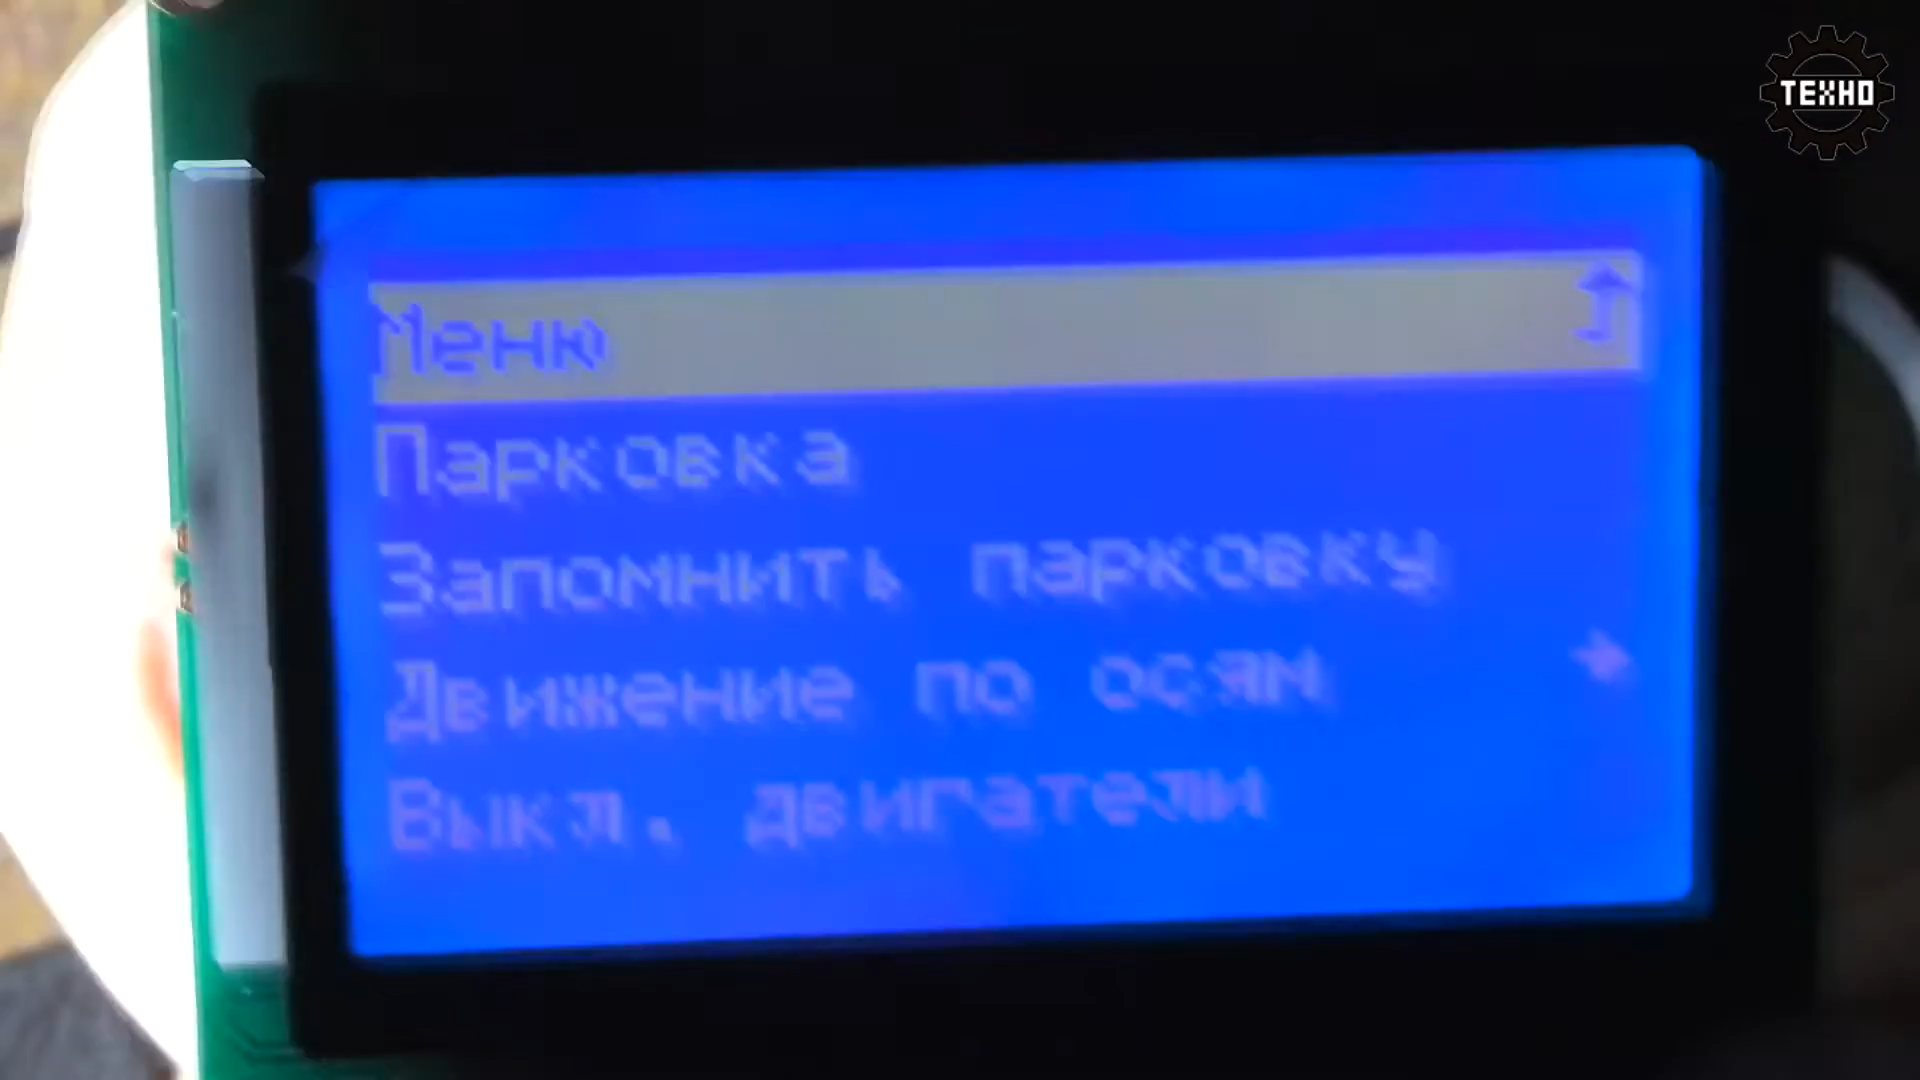 ТЕХНО
Меню
Парковка
Запомнить парковку
Движение по осям
Выкл. двигатели